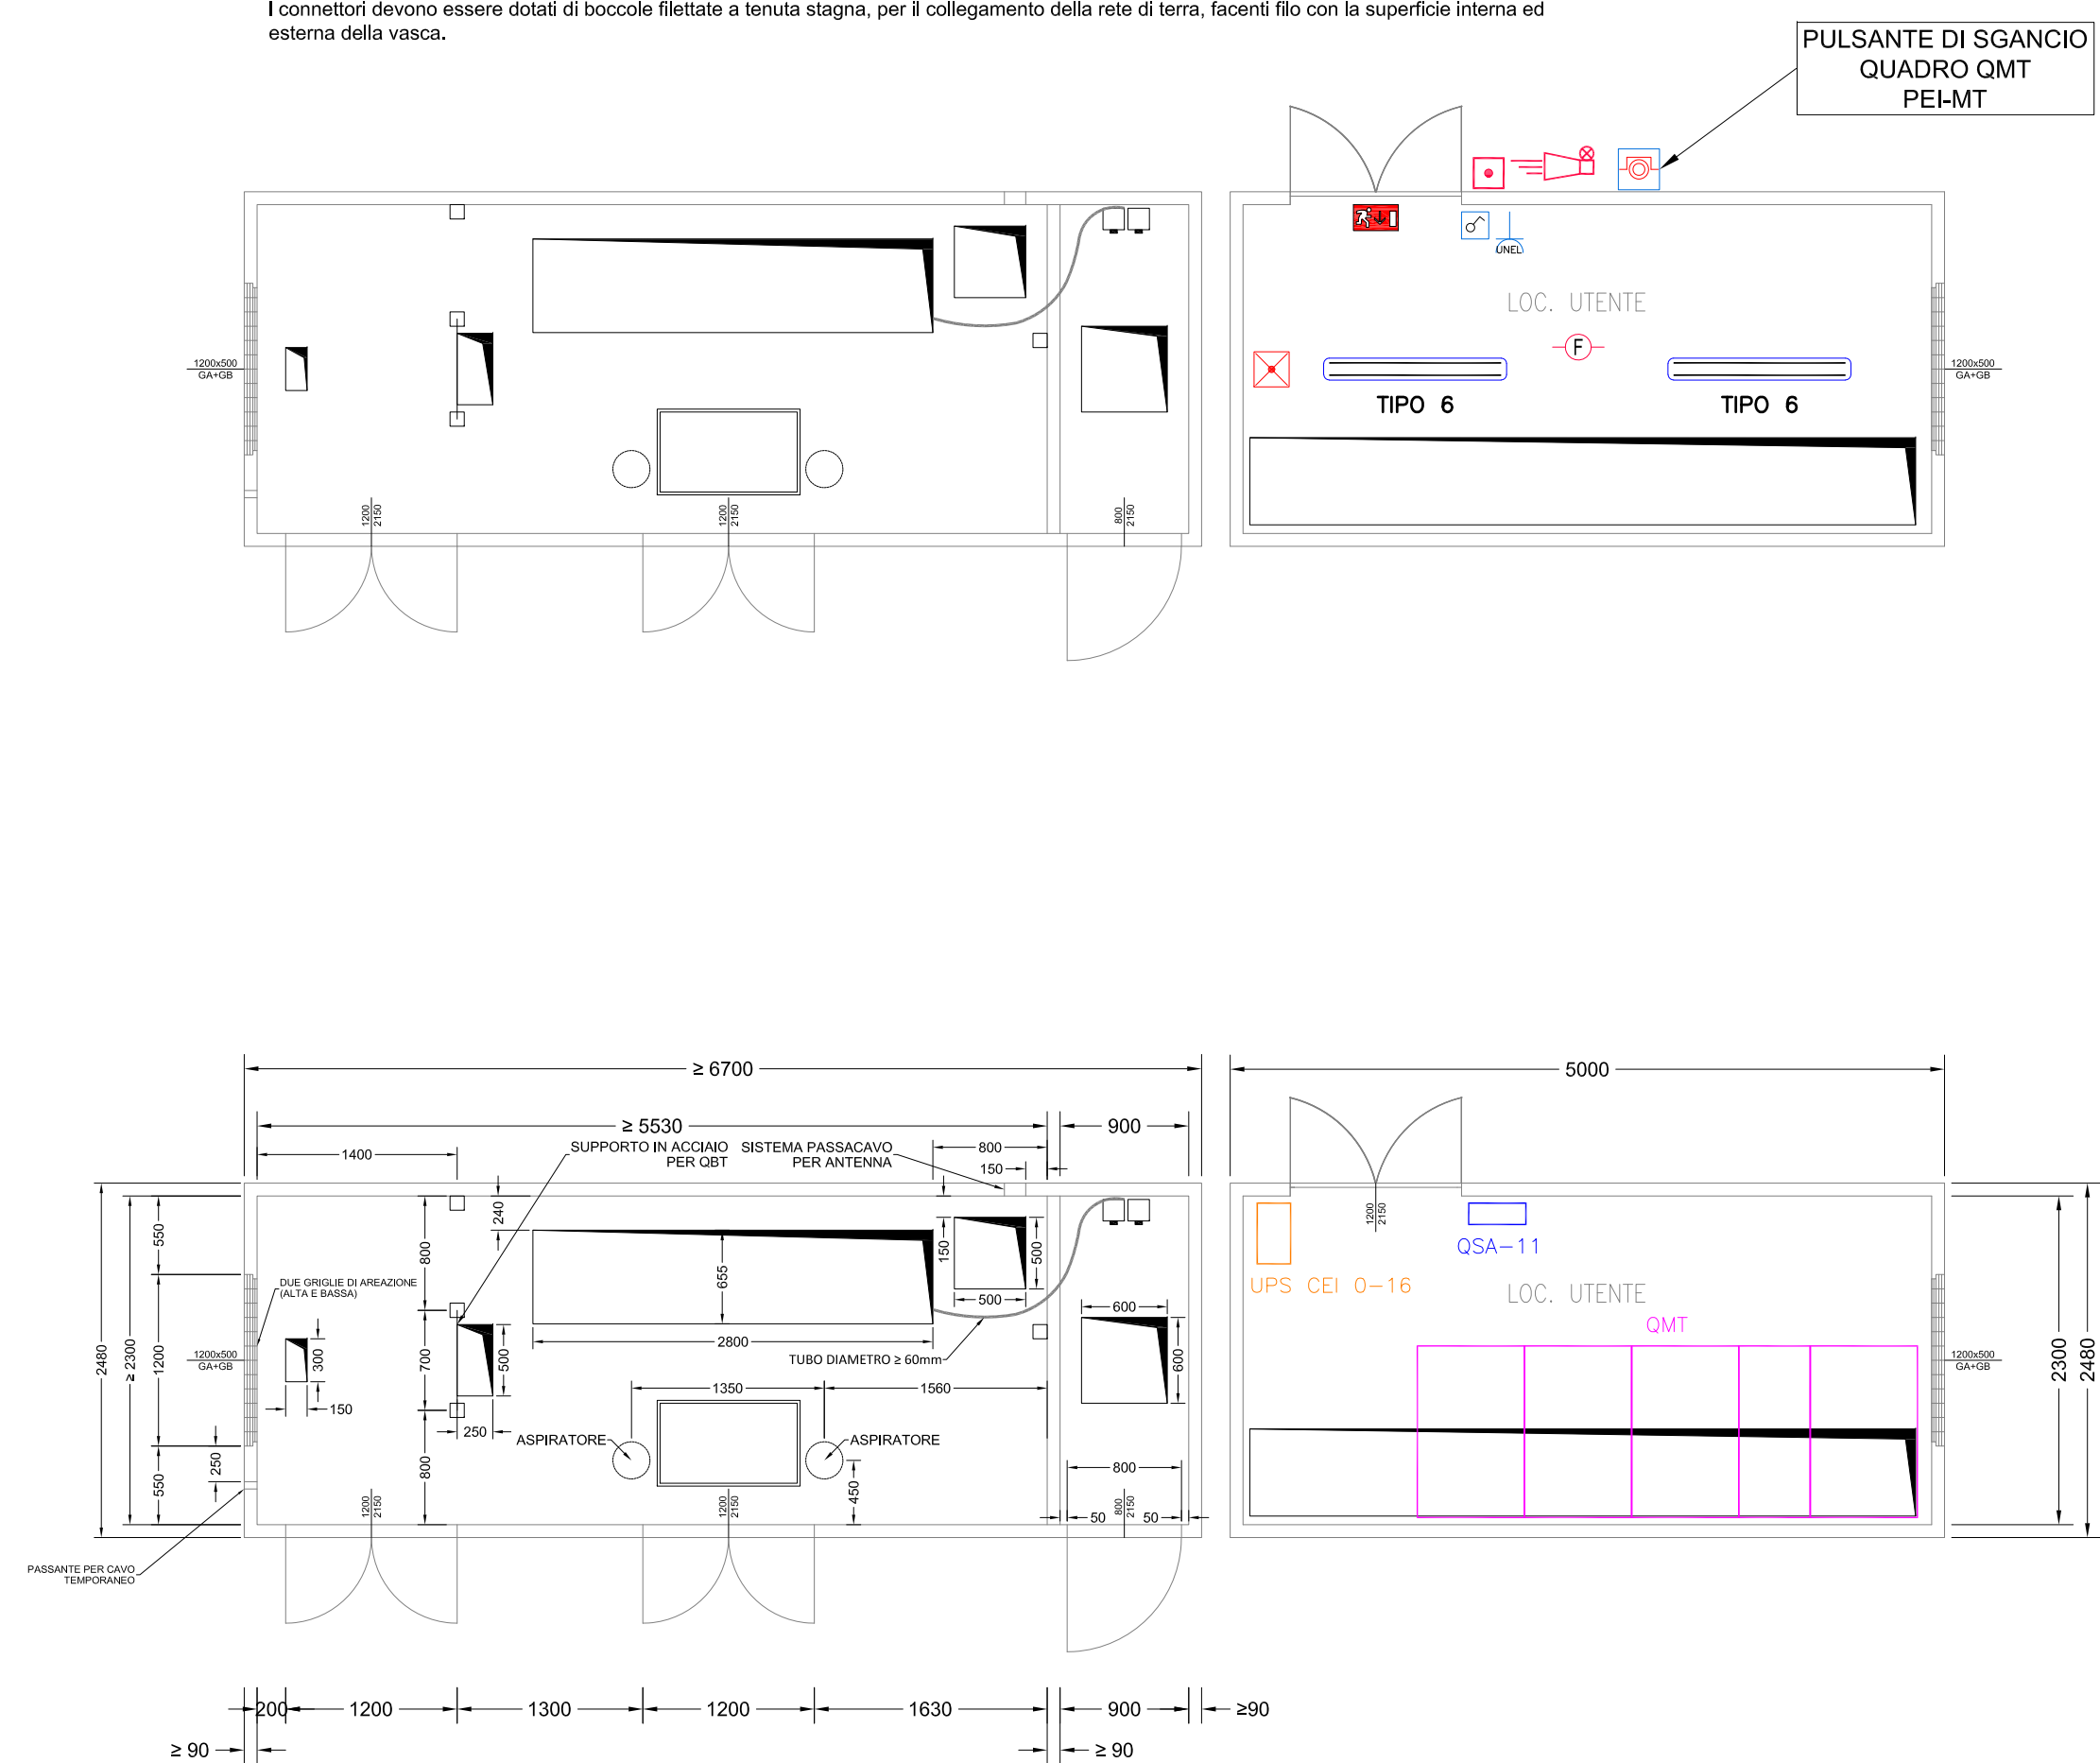 I connettori devono essere dotati di boccole filettate a tenuta stagna, per il collegamento della rete di terra, facenti filo con la superficie interna ed
esterna della vasca.
PULSANTE DI SGANCIO
QUADRO QMT
PEI-MT
UNEL
LOC. UTENTE
F
1200x500
GA+GB
1200x500
GA+GB
TIPO 6
TIPO 6
1200
2150
1200
2150
800
2150
≥ 6700
5000
≥ 5530
900
SUPPORTO IN ACCIAIO
PER QBT
SISTEMA PASSACAVO
PER ANTENNA
800
1400
150
240
550
800
150
500
655
1200
2150
QSA-11
UPS CEI 0-16
DUE GRIGLIE DI AREAZIONE
(ALTA E BASSA)
LOC. UTENTE
500
600
QMT
2800
TUBO DIAMETRO ≥ 60mm
2480
≥ 2300
1200
1200x500
GA+GB
300
700
500
600
1200x500
GA+GB
2300
2480
1350
1560
150
250
ASPIRATORE
ASPIRATORE
250
550
800
800
450
1200
2150
1200
2150
50
800
2150
50
PASSANTE PER CAVO
TEMPORANEO
200
1200
1300
1200
1630
900
≥90
≥ 90
≥ 90